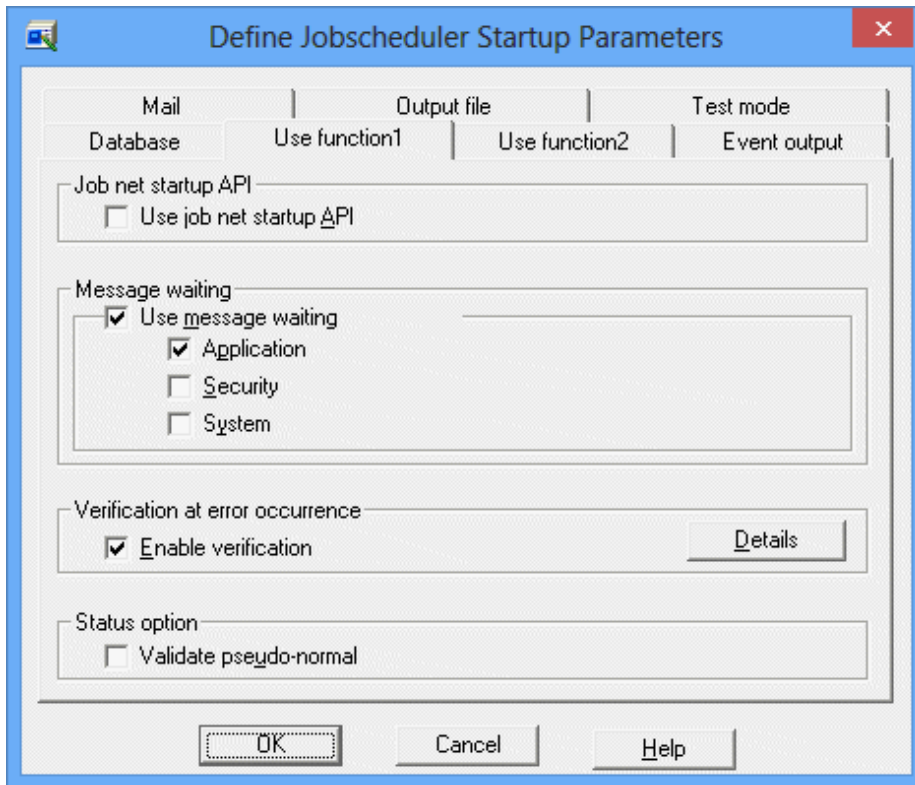 Define Jobscheduler Startup Parameters
Mail Output file Test mode
Database Use function1 Use function2 Event output
Job net startup API
Use job net startup API
Message waiting
Use message waiting
Application
Security
System
Verification at error occurrence
Enable verification Details
Status option
Validate pseudo-normal
OK Cancel Help